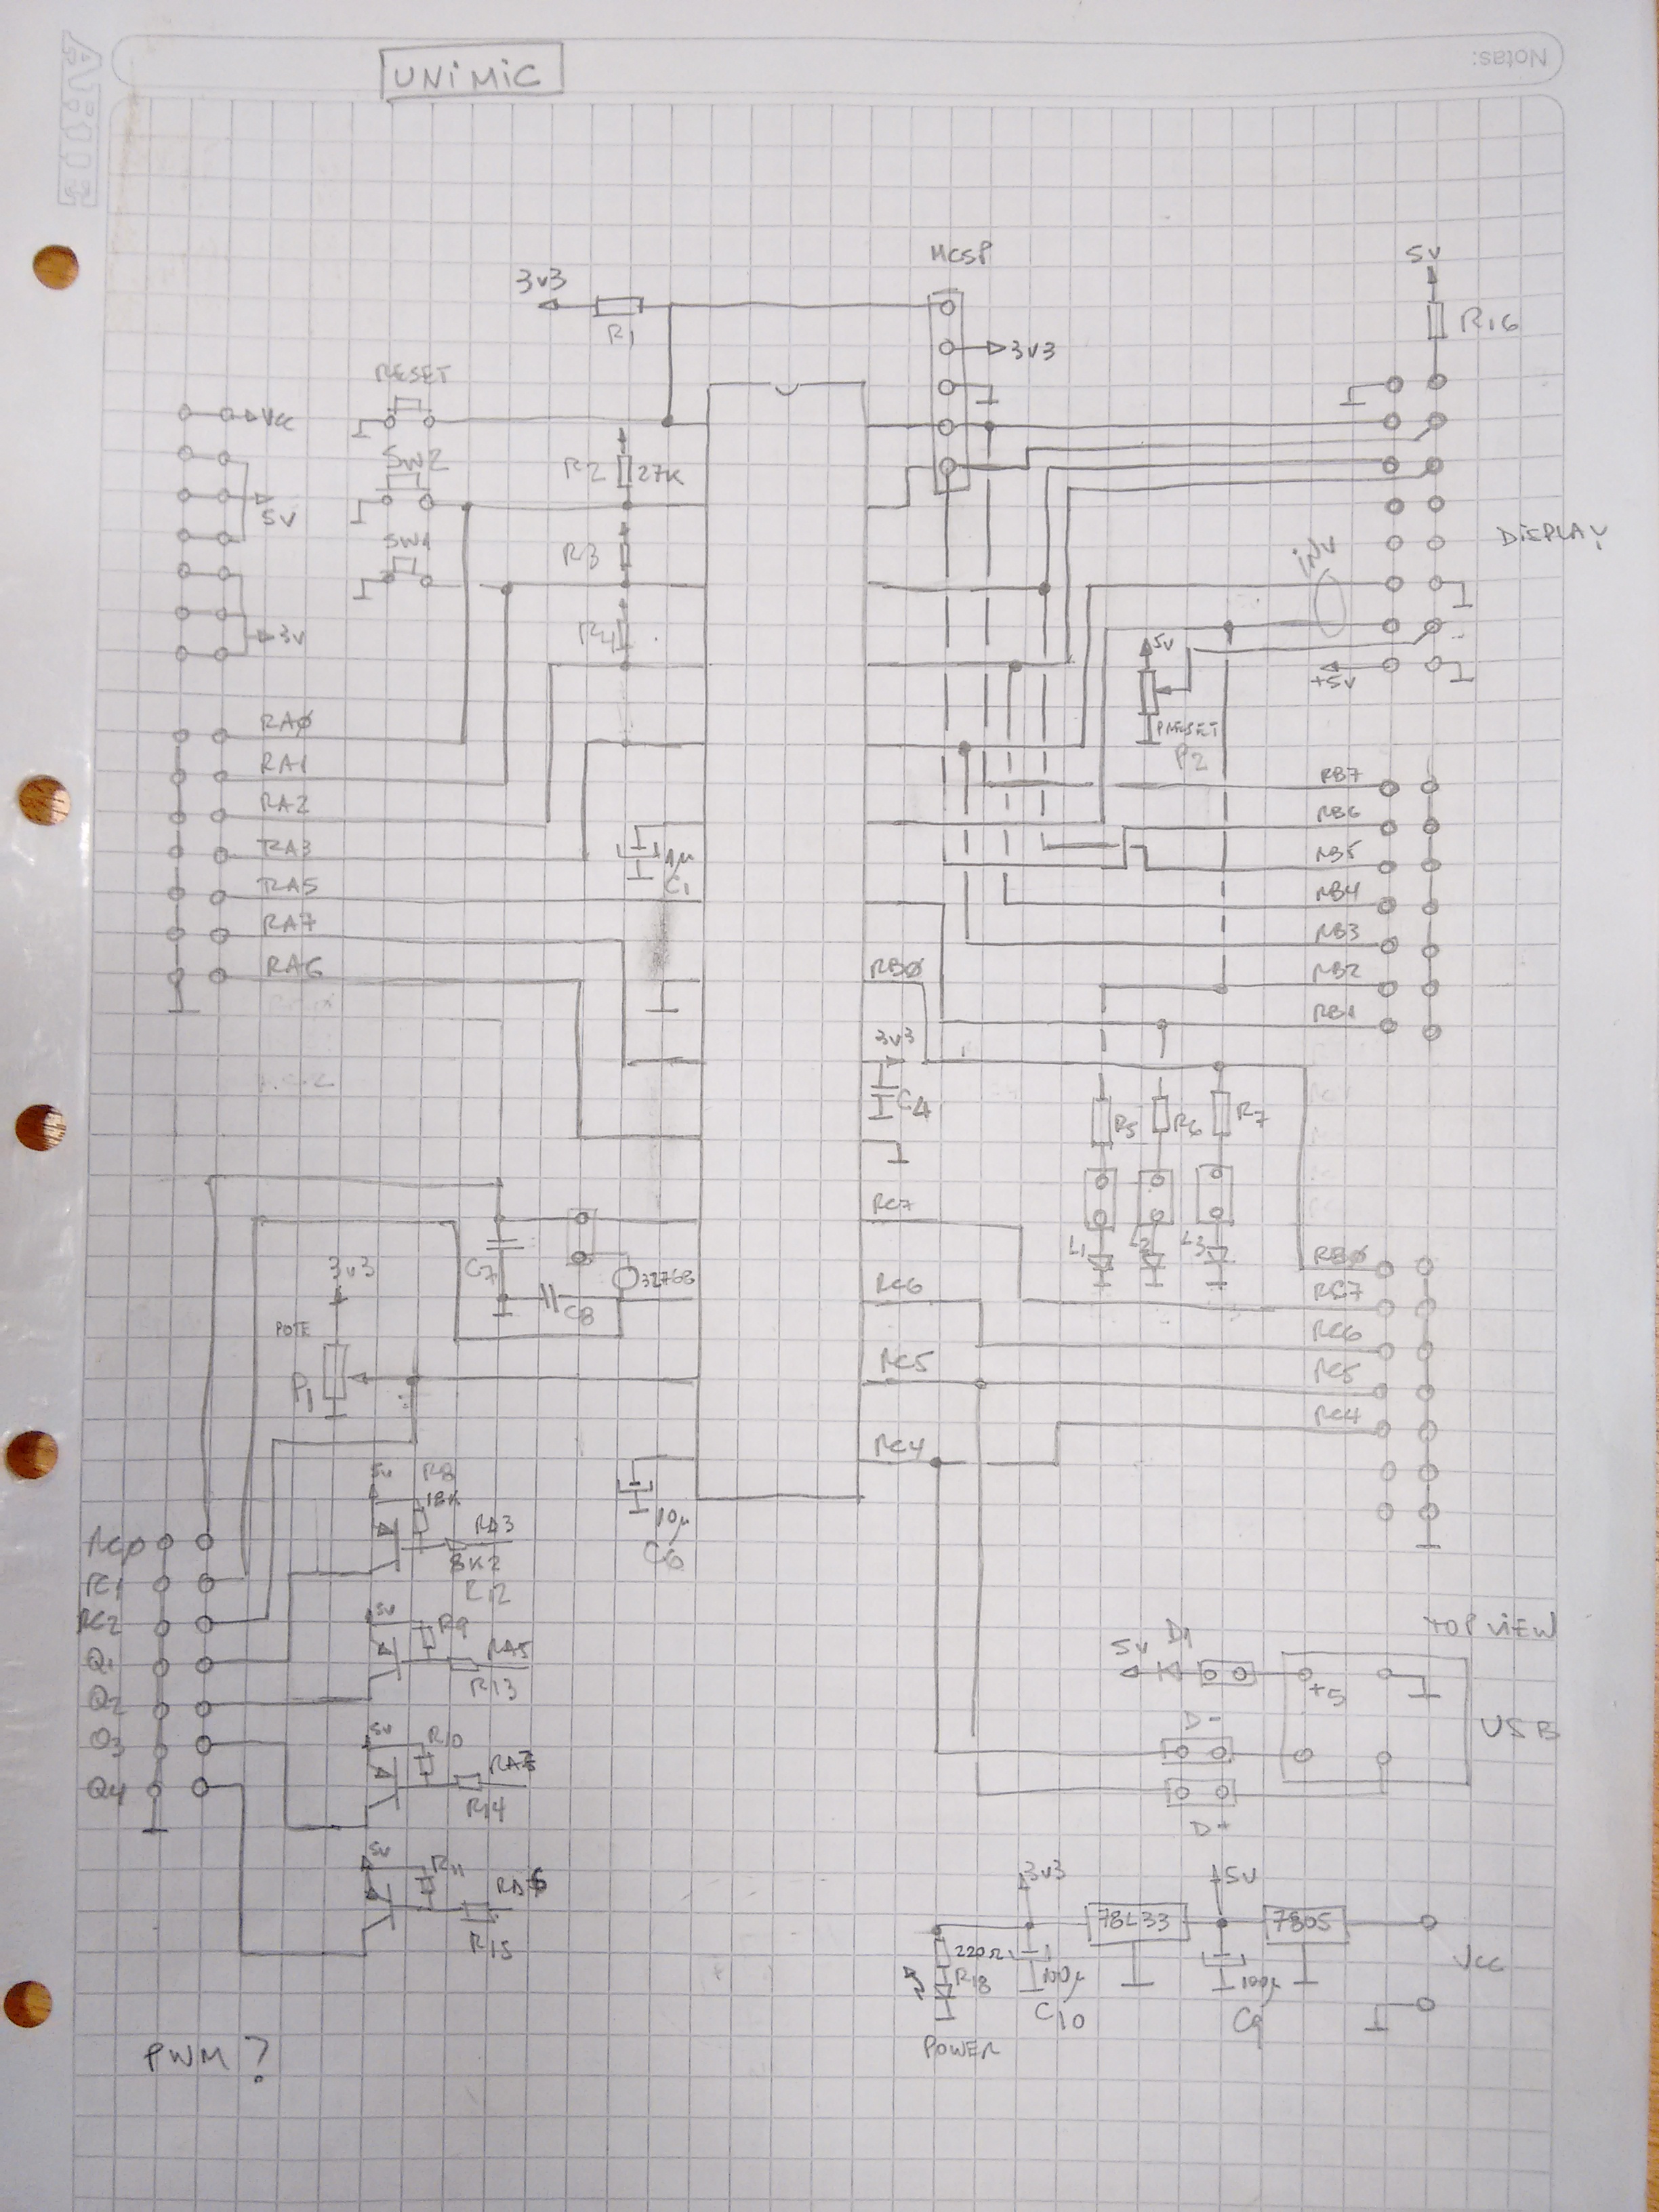 Notas:
UNiMiC
MCSP
5V
3V3
R1
R16
3V3
RESET
VCC
SW2
R2
27K
5V
SW1
R3
DISPLAY
INV
R4
3V
5V
+5V
PRESET
P2
RAØ
RA1
RA2
RA3
RA5
RA7
RA6
1µ
C1
RB7
RB6
RB5
RB4
RB3
RB2
RB1
RBØ
3V3
C4
R5
R6
R7
RC7
L1
L2
L3
C7
32768
C8
3V3
POTE
P1
RC6
RC5
RC4
RBØ
RC7
RC6
RC5
RC4
5V
R8
18K
RA3
8K2
R12
10µ
C6
RCØ
RC1
RC2
Q1
Q2
Q3
Q4
5V
R9
RA5
R13
5V
R10
RA7
R14
5V
R11
RA6
R15
TOP VIEW
5V
D1
+5
USB
D-
D+
3V3
5V
78L33
7805
220Ω
R18
100µ
C10
100µ
C9
VCC
POWER
PWM?